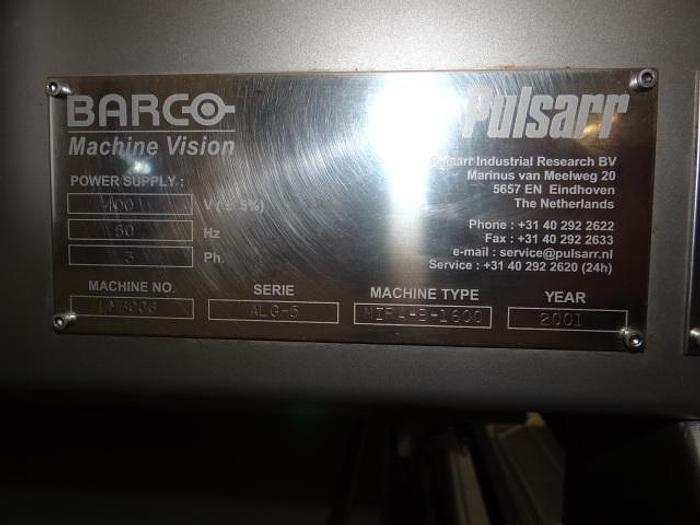 BARCO
Machine Vision
POWER SUPPLY :
400 V (± 5%)
Hz
3 Ph.
MACHINE NO.
SERIE
ALG-5
Pulsarr
Pulsarr Industrial Research BV
Marinus van Meelweg 20
5657 EN Eindhoven
The Netherlands
Phone : +31 40 292 2622
Fax : +31 40 292 2633
e-mail : service@pulsarr.nl
Service : +31 40 292 2620 (24h)
MACHINE TYPE
YEAR
2001